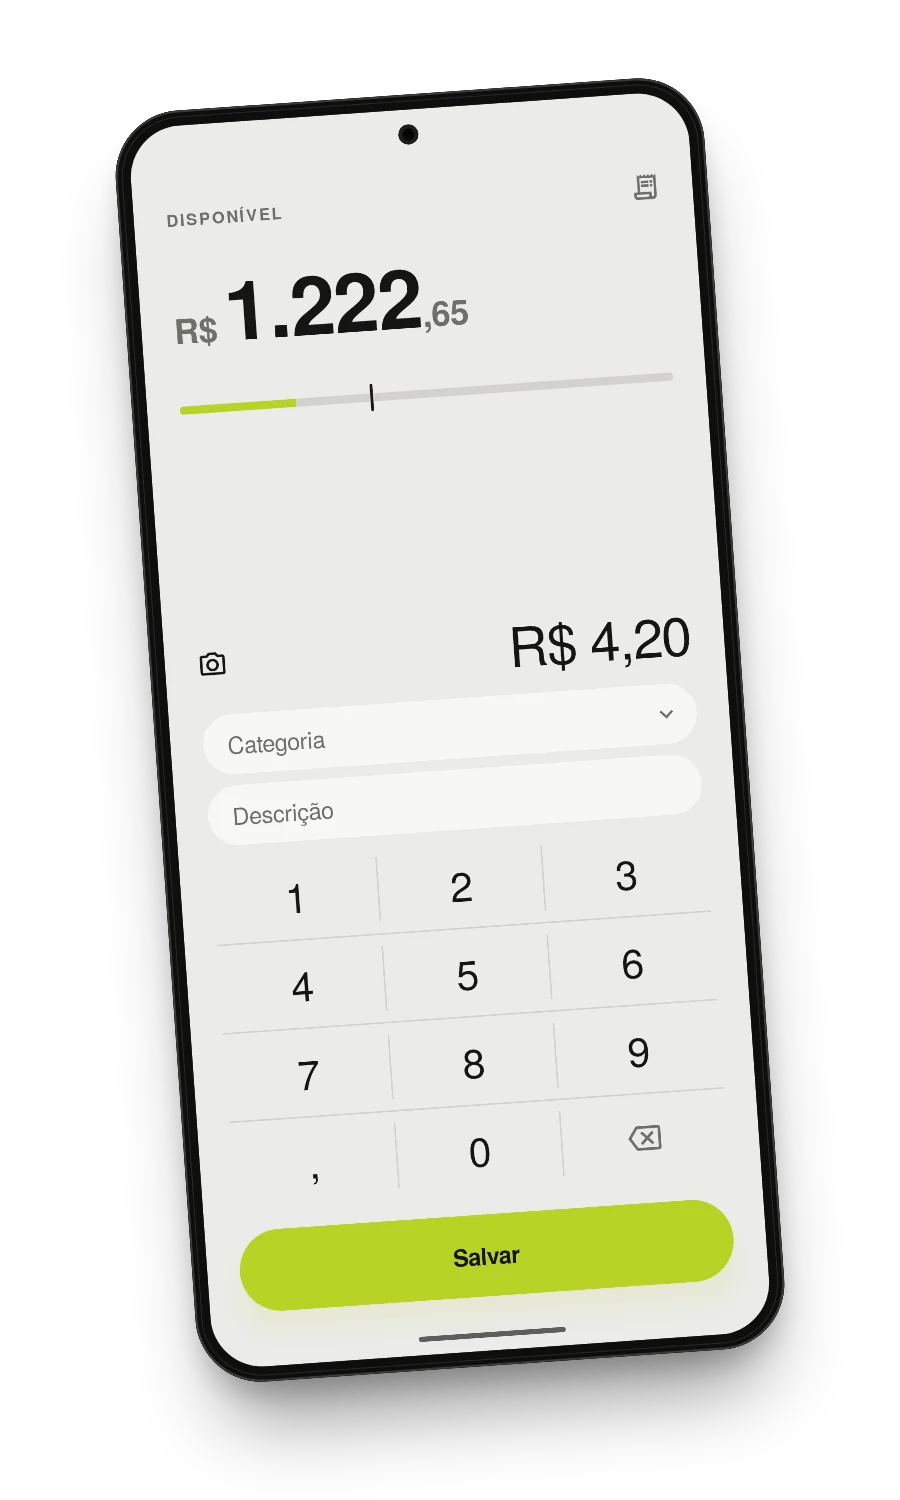 DISPONÍVEL
R$ 1.222,65
R$ 4,20
Categoria
Descrição
1 2 3
4 5 6
7 8 9
, 0
Salvar